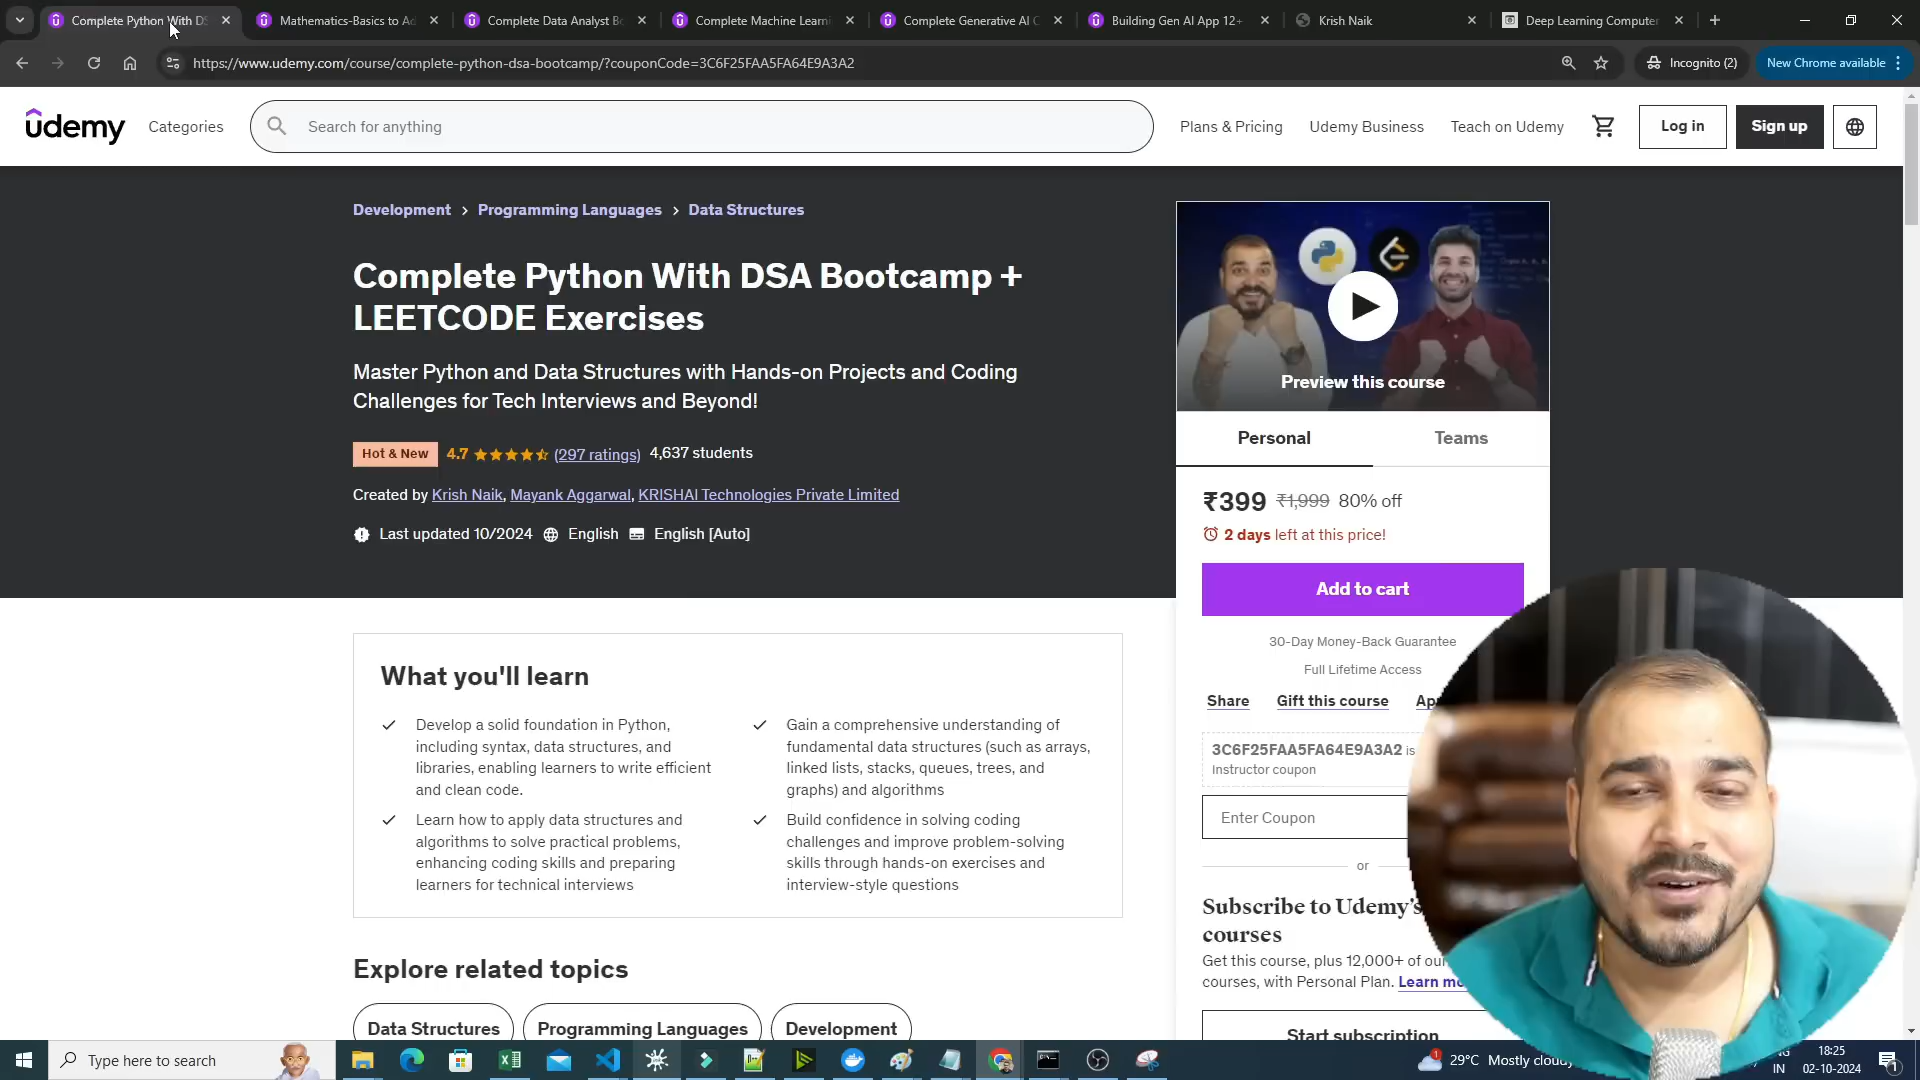 Complete Python With DS
Mathematics-Basics to Ad
Complete Data Analyst Bo
Complete Machine Learni
Complete Generative AI C
Building Gen AI App 12+
Krish Naik
Deep Learning Computer
https://www.udemy.com/course/complete-python-dsa-bootcamp/?couponCode=3C6F25FAA5FA64E9A3A2
Incognito (2)
New Chrome available
udemy
Categories
Search for anything
Plans & Pricing
Udemy Business
Teach on Udemy
Log in
Sign up
Development > Programming Languages > Data Structures
Complete Python With DSA Bootcamp +
LEETCODE Exercises
Master Python and Data Structures with Hands-on Projects and Coding
Challenges for Tech Interviews and Beyond!
Hot & New 4.7 (297 ratings) 4,637 students
Created by Krish Naik, Mayank Aggarwal, KRISHAI Technologies Private Limited
Last updated 10/2024 English English [Auto]
Preview this course
Personal
Teams
₹399 ₹1,999 80% off
2 days left at this price!
Add to cart
30-Day Money-Back Guarantee
Full Lifetime Access
Share
Gift this course
3C6F25FAA5FA64E9A3A2 is
Instructor coupon
Enter Coupon
or
Subscribe to Udemy's
courses
Get this course, plus 12,000+ of our
courses, with Personal Plan. Learn mo
Start subscription
What you'll learn
Develop a solid foundation in Python,
including syntax, data structures, and
libraries, enabling learners to write efficient
and clean code.
Learn how to apply data structures and
algorithms to solve practical problems,
enhancing coding skills and preparing
learners for technical interviews
Gain a comprehensive understanding of
fundamental data structures (such as arrays,
linked lists, stacks, queues, trees, and
graphs) and algorithms
Build confidence in solving coding
challenges and improve problem-solving
skills through hands-on exercises and
interview-style questions
Explore related topics
Data Structures
Programming Languages
Development
Type here to search
29°C Mostly cloudy
IN
18:25
02-10-2024